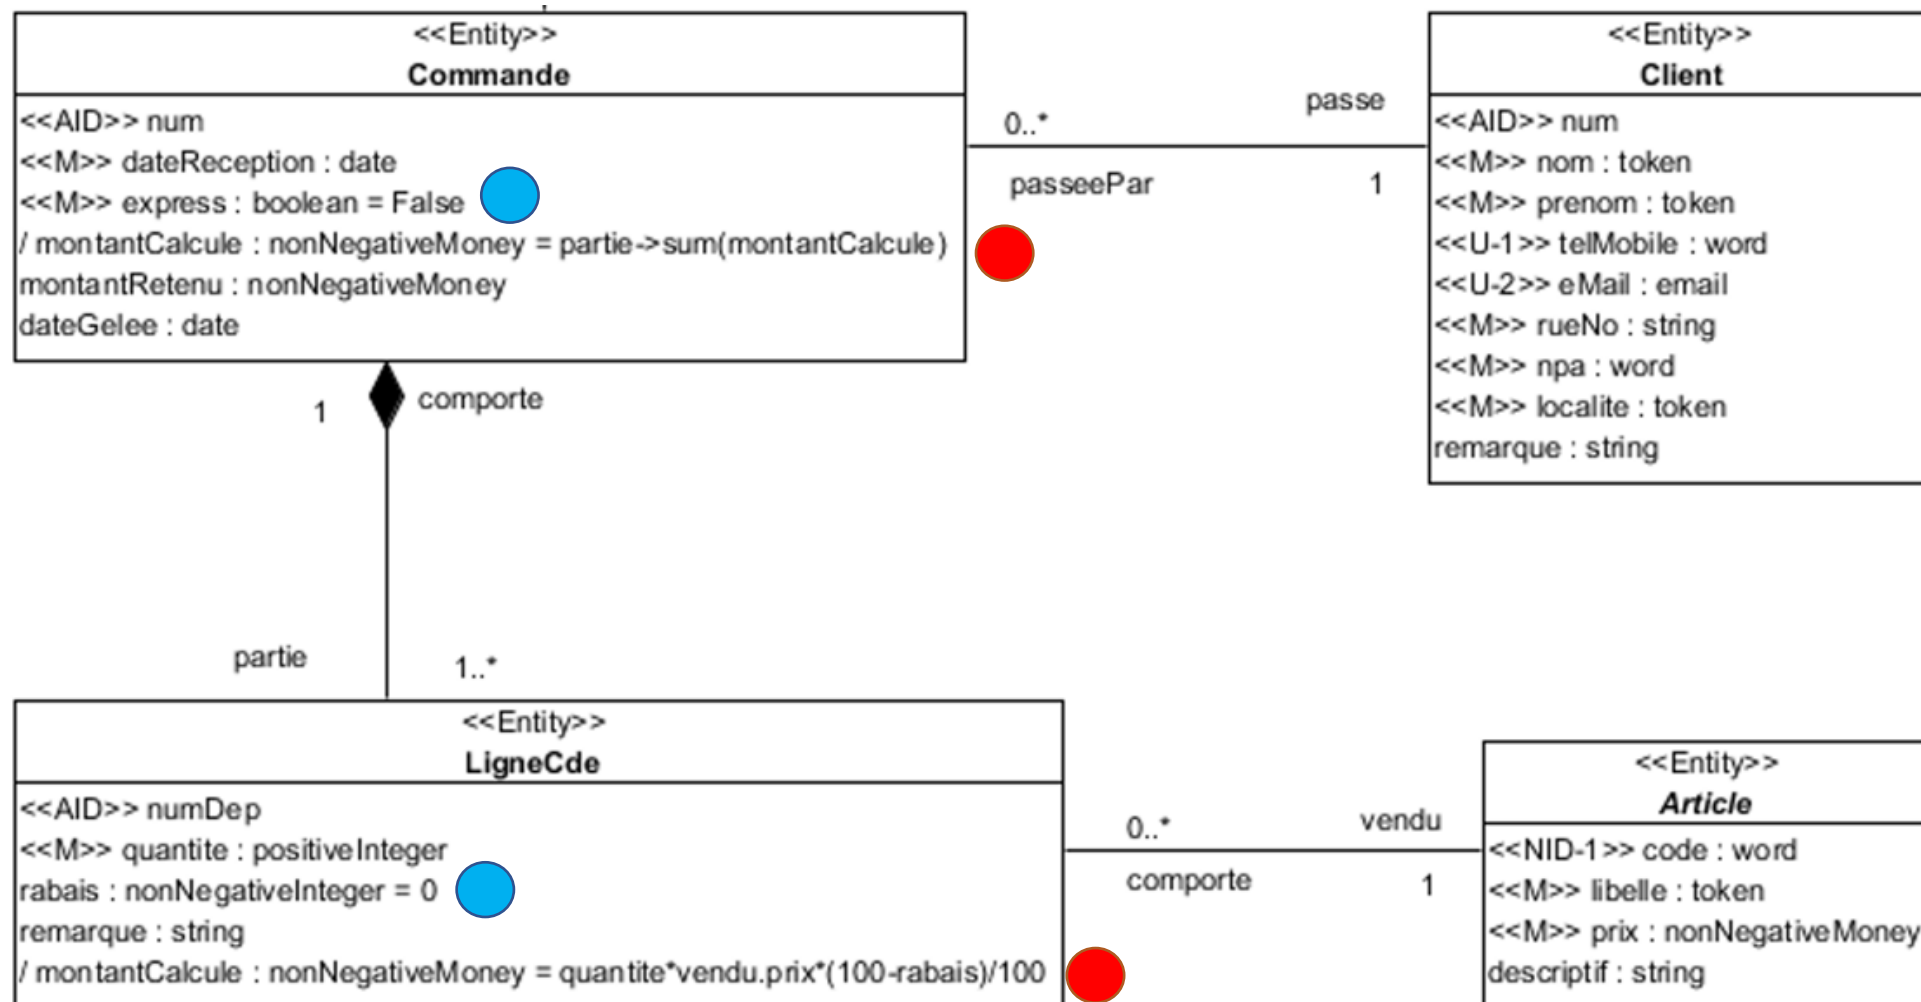 <<Entity>>
Commande
<<AID>> num
<<M>> dateReception : date
<<M>> express : boolean = False
/ montantCalcule : nonNegativeMoney = partie->sum(montantCalcule)
montantRetenu : nonNegativeMoney
dateGelee : date
0..*
passe
passeePar
1
<<Entity>>
Client
<<AID>> num
<<M>> nom : token
<<M>> prenom : token
<<U-1>> telMobile : word
<<U-2>> eMail : email
<<M>> rueNo : string
<<M>> npa : word
<<M>> localite : token
remarque : string
1
comporte
partie
1..*
<<Entity>>
LigneCde
<<AID>> numDep
<<M>> quantite : positiveInteger
rabais : nonNegativeInteger = 0
remarque : string
/ montantCalcule : nonNegativeMoney = quantite*vendu.prix*(100-rabais)/100
0..*
vendu
comporte
1
<<Entity>>
Article
<<NID-1>> code : word
<<M>> libelle : token
<<M>> prix : nonNegativeMoney
descriptif : string